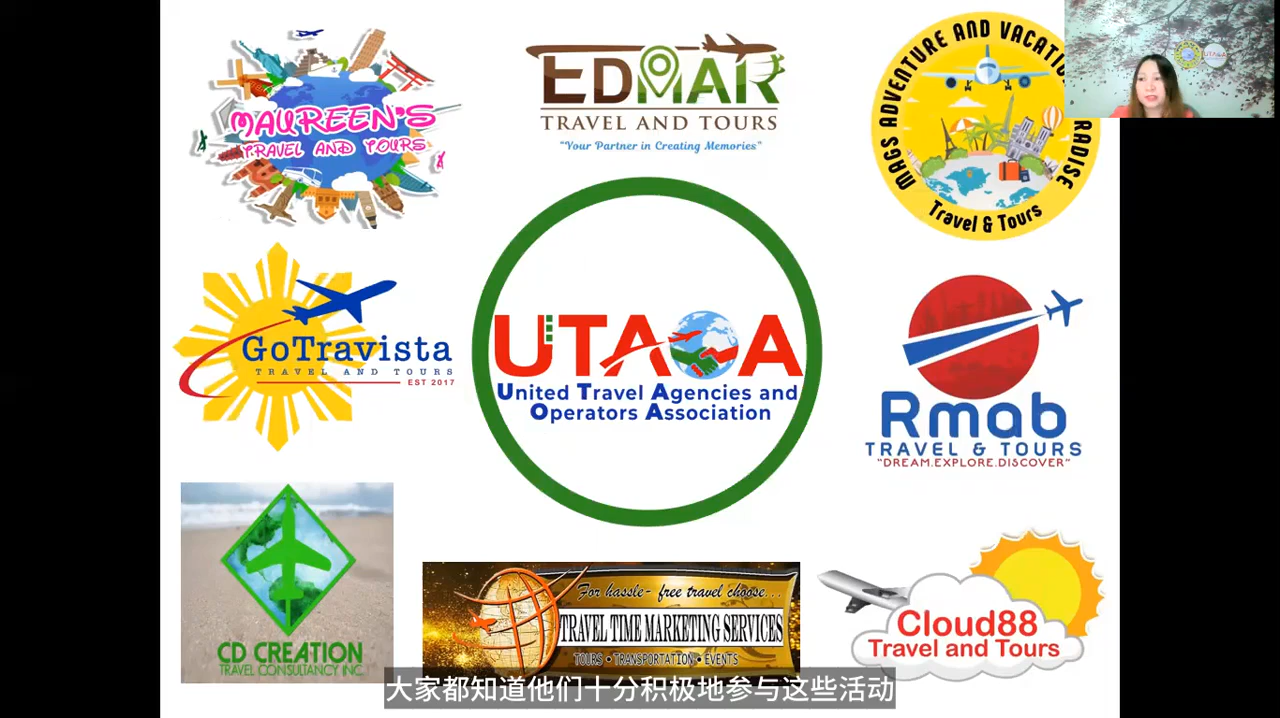 MAUREEN'S
TRAVEL AND TOURS
EDMAR
TRAVEL AND TOURS
"Your Partner in Creating Memories"
MAGS ADVENTURE AND VACATIO
RADISE
Travel & Tours
UTAOA
GoTravista
TRAVEL AND TOURS
EST 2017
UTAOA
United Travel Agencies and
Operators Association
Rmab
TRAVEL & TOURS
"DREAM.EXPLORE.DISCOVER"
CD CREATION
TRAVEL CONSULTANCY INC.
For hassle- free travel choose...
TRAVEL TIME MARKETING SERVICES
TOURS • TRANSPORTATION • EVENTS
Cloud88
Travel and Tours
大家都知道他们十分积极地参与这些活动